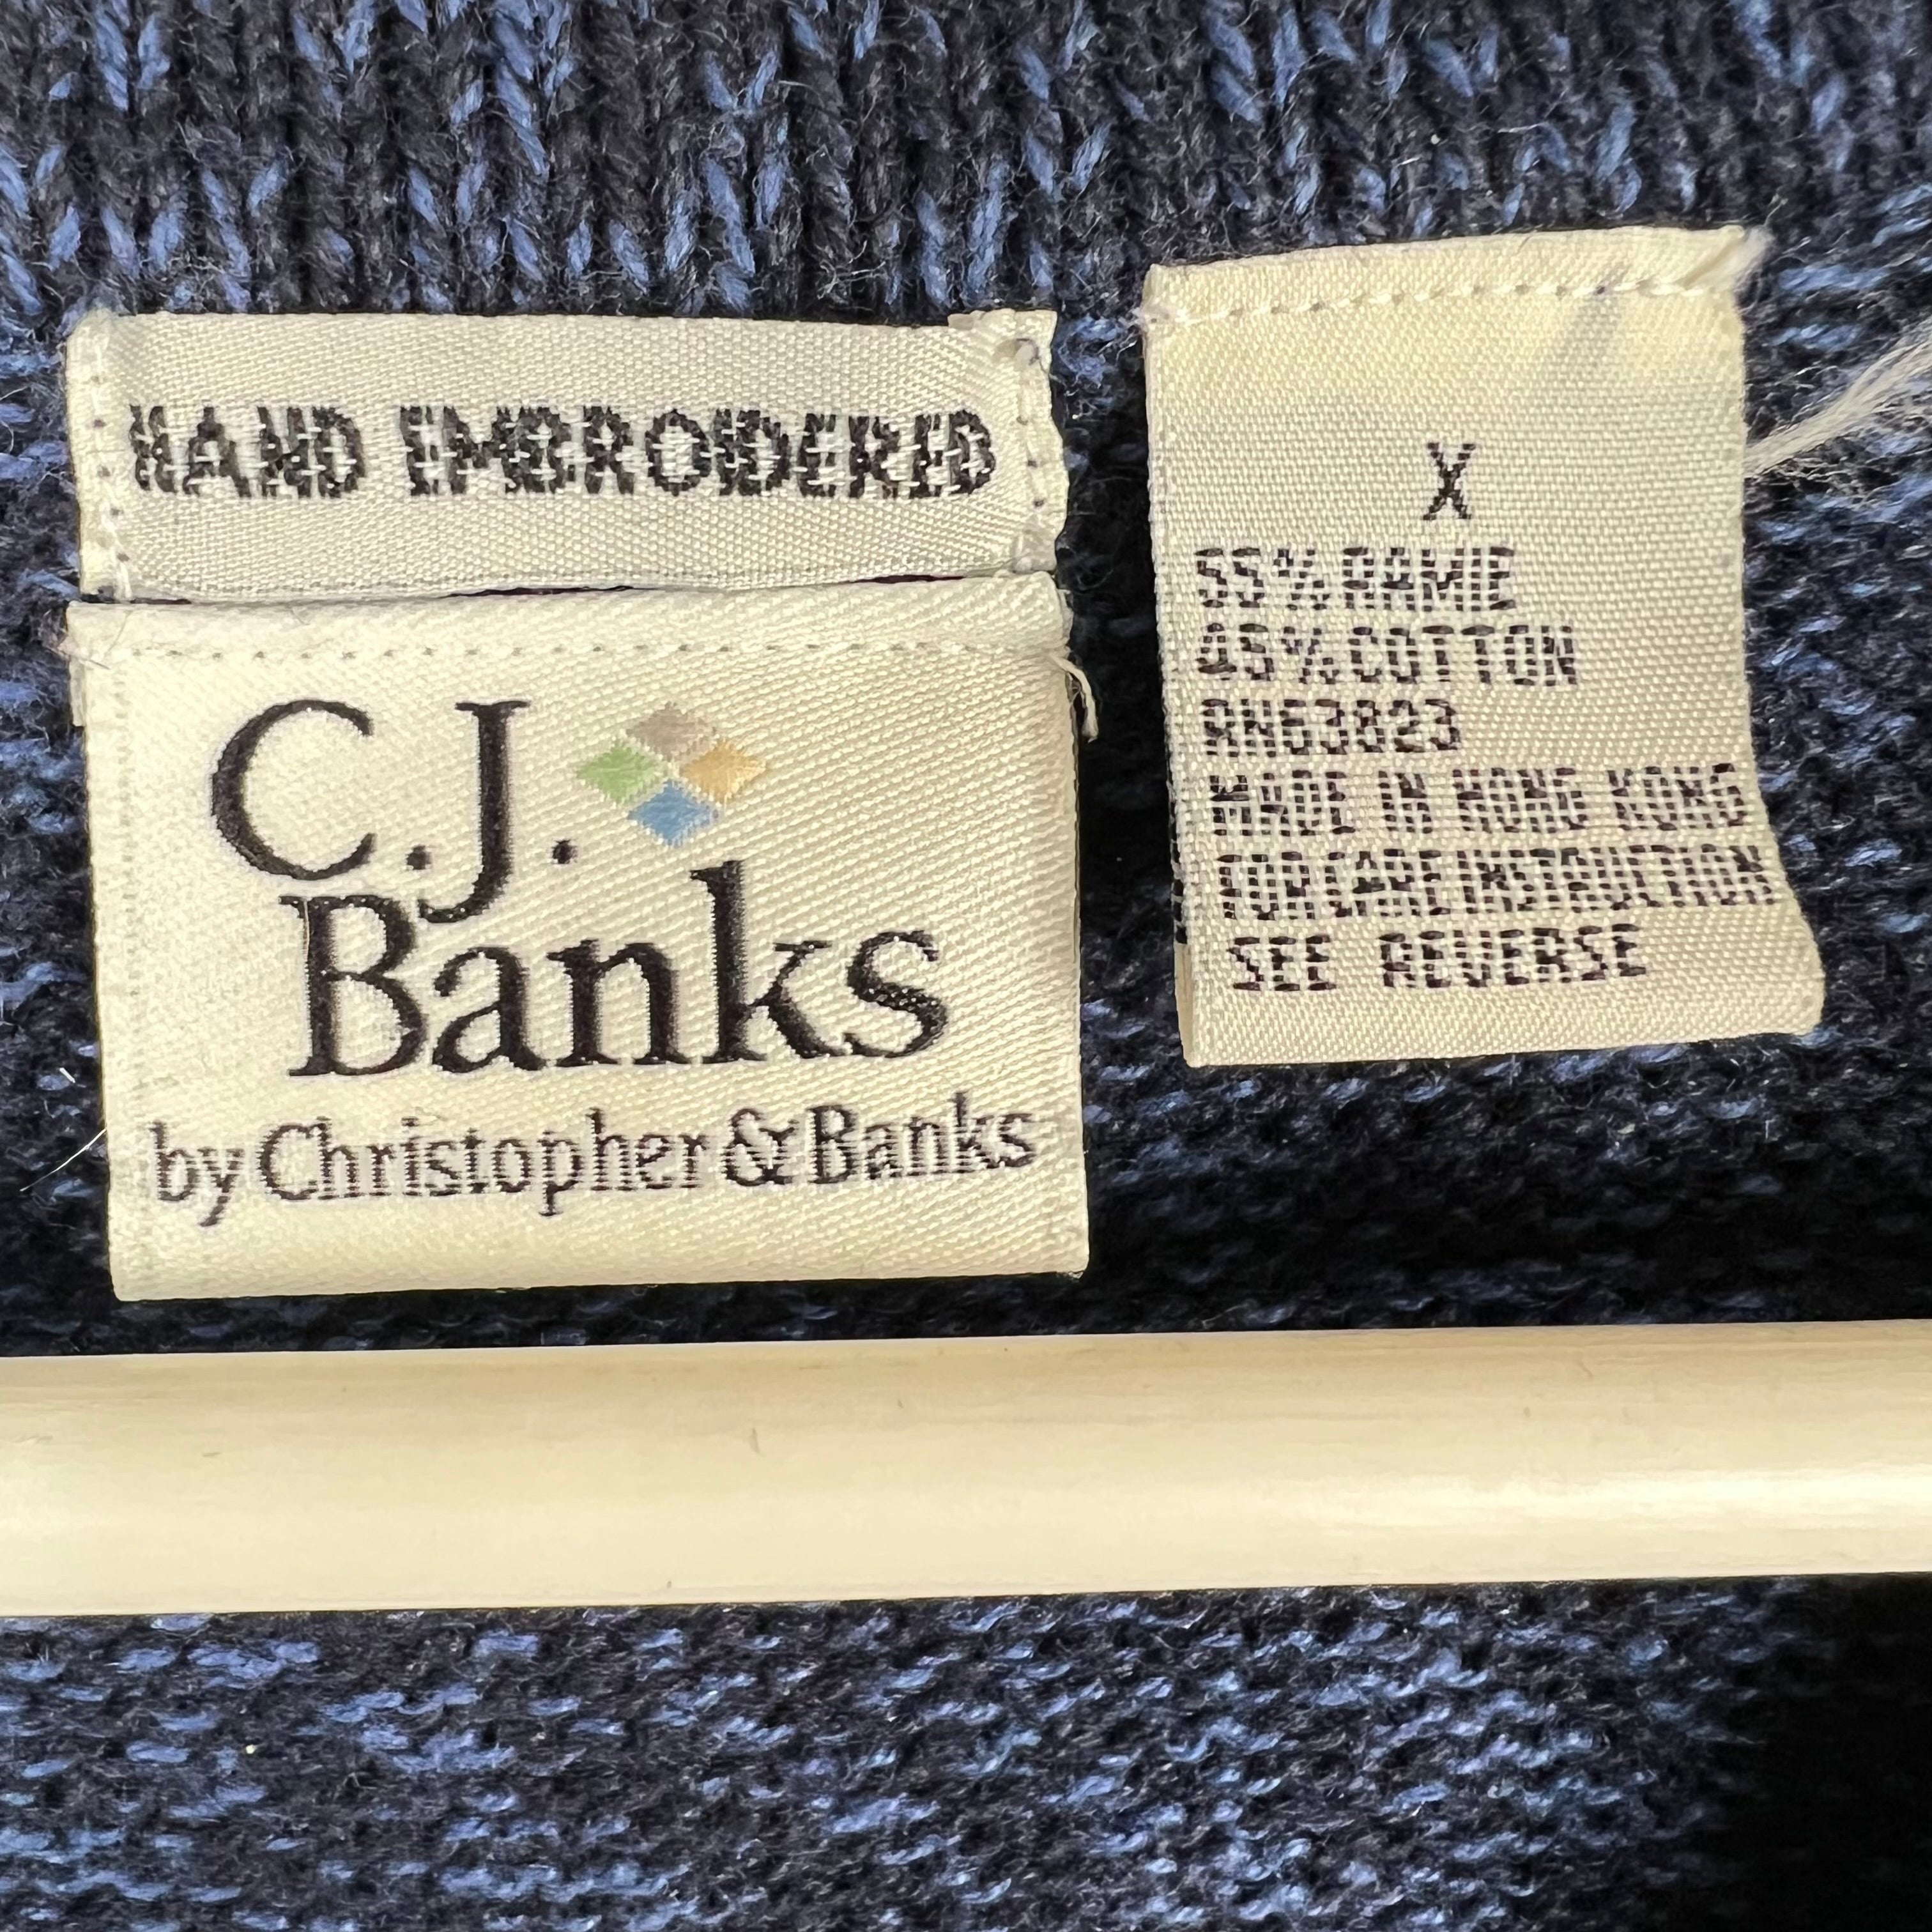 HAND EMBROIDERED
C.J.
Banks
by Christopher & Banks
X
55% RAMIE
45% COTTON
RN63823
MADE IN HONG KONG
FOR CARE INSTRUCTION
SEE REVERSE